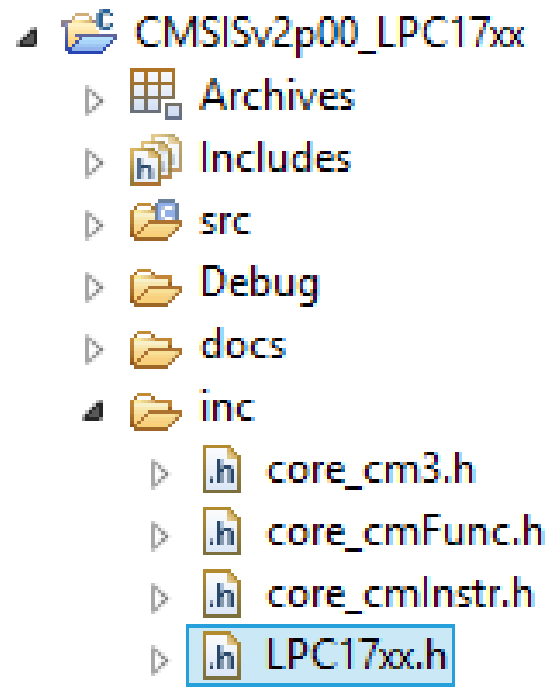 CMSISv2p00_LPC17xx
Archives
Includes
src
Debug
docs
inc
core_cm3.h
core_cmFunc.h
core_cmInstr.h
LPC17xx.h